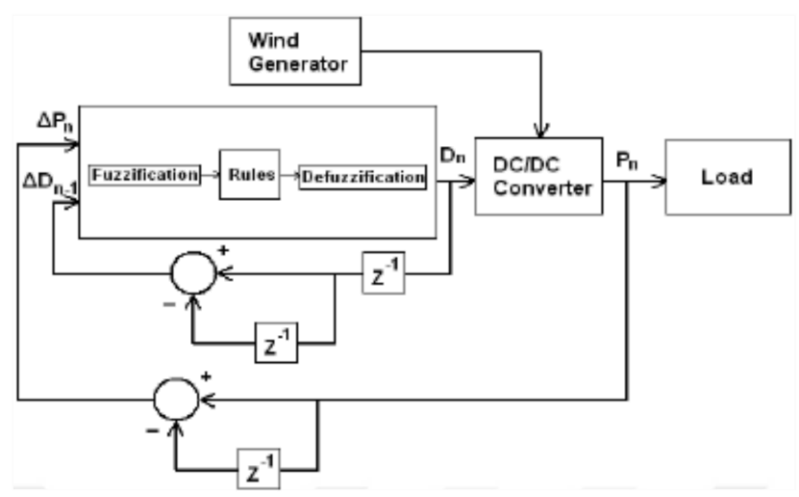 Wind
Generator
ΔPn
ΔDn-1
Fuzzification
Rules
Defuzzification
Dn
DC/DC
Converter
Pn
Load
+
−
Z-1
Z-1
+
−
Z-1